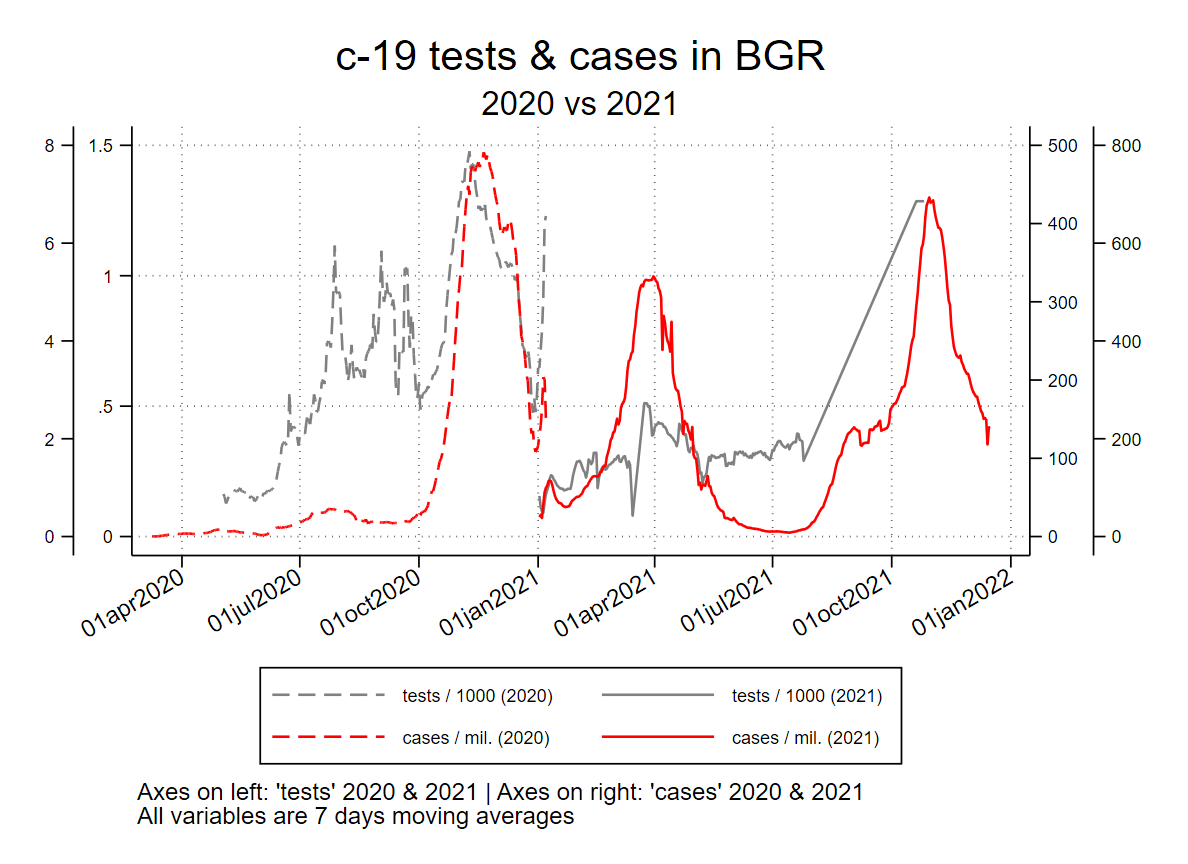 c-19 tests & cases in BGR
2020 vs 2021
8 1.5 500 800
400
6 600
1 300
4 400
.5 200
2 100 200
0 0 0 0
01apr2020 01jul2020 01oct2020 01jan2021 01apr2021 01jul2021 01oct2021 01jan2022
tests / 1000 (2020) tests / 1000 (2021)
cases / mil. (2020) cases / mil. (2021)
Axes on left: 'tests' 2020 & 2021 | Axes on right: 'cases' 2020 & 2021
All variables are 7 days moving averages